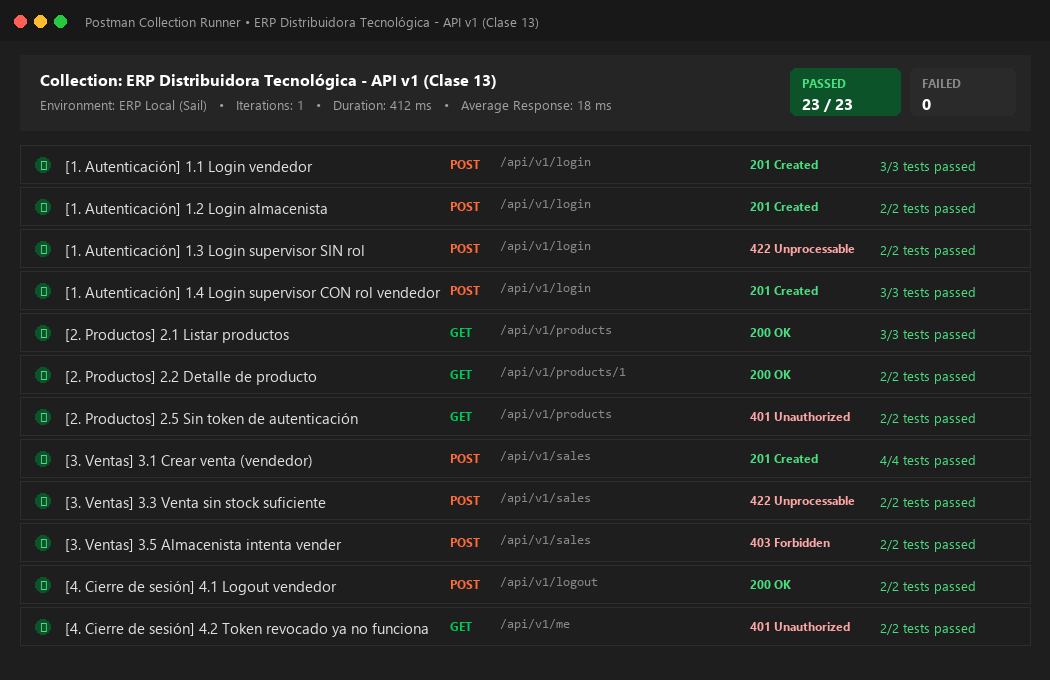 Postman Collection Runner • ERP Distribuidora Tecnológica - API v1 (Clase 13)
Collection: ERP Distribuidora Tecnológica - API v1 (Clase 13)
Environment: ERP Local (Sail) • Iterations: 1 • Duration: 412 ms • Average Response: 18 ms
PASSED
23 / 23
FAILED
0
[1. Autenticación] 1.1 Login vendedor POST /api/v1/login 201 Created 3/3 tests passed
[1. Autenticación] 1.2 Login almacenista POST /api/v1/login 201 Created 2/2 tests passed
[1. Autenticación] 1.3 Login supervisor SIN rol POST /api/v1/login 422 Unprocessable 2/2 tests passed
[1. Autenticación] 1.4 Login supervisor CON rol vendedor POST /api/v1/login 201 Created 3/3 tests passed
[2. Productos] 2.1 Listar productos GET /api/v1/products 200 OK 3/3 tests passed
[2. Productos] 2.2 Detalle de producto GET /api/v1/products/1 200 OK 2/2 tests passed
[2. Productos] 2.5 Sin token de autenticación GET /api/v1/products 401 Unauthorized 2/2 tests passed
[3. Ventas] 3.1 Crear venta (vendedor) POST /api/v1/sales 201 Created 4/4 tests passed
[3. Ventas] 3.3 Venta sin stock suficiente POST /api/v1/sales 422 Unprocessable 2/2 tests passed
[3. Ventas] 3.5 Almacenista intenta vender POST /api/v1/sales 403 Forbidden 2/2 tests passed
[4. Cierre de sesión] 4.1 Logout vendedor POST /api/v1/logout 200 OK 2/2 tests passed
[4. Cierre de sesión] 4.2 Token revocado ya no funciona GET /api/v1/me 401 Unauthorized 2/2 tests passed